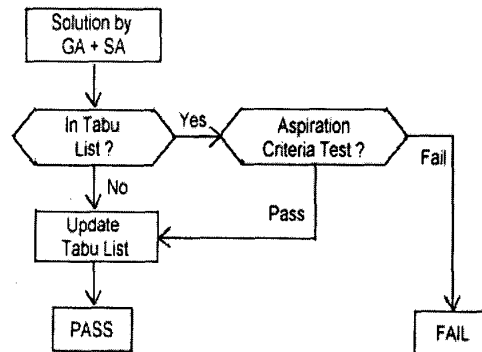 Solution by
GA + SA
In Tabu
List ?
Yes
Aspiration
Criteria Test ?
Fail
No
Pass
Update
Tabu List
PASS
FAIL